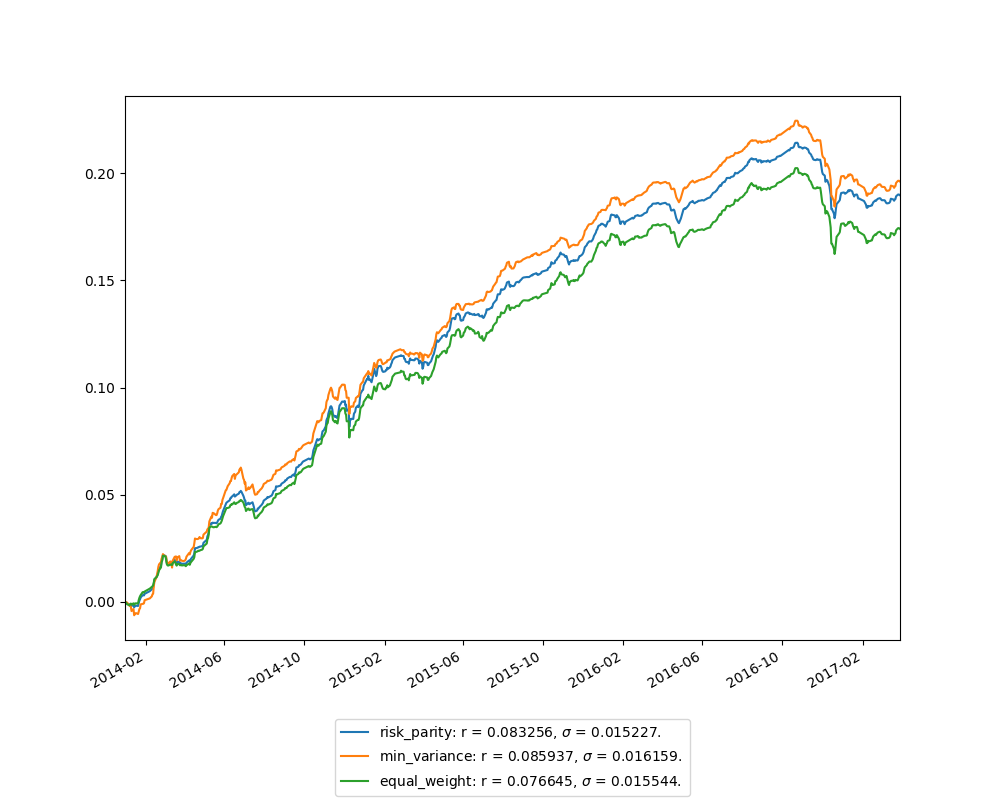 0.20
0.15
0.10
0.05
0.00
2014-02 2014-06 2014-10 2015-02 2015-06 2015-10 2016-02 2016-06 2016-10 2017-02
risk_parity: r = 0.083256, σ = 0.015227.
min_variance: r = 0.085937, σ = 0.016159.
equal_weight: r = 0.076645, σ = 0.015544.